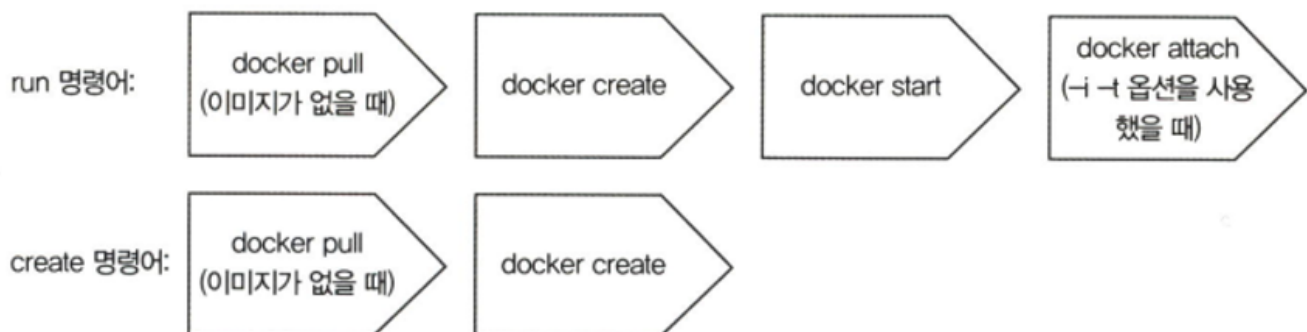 run 명령어:
docker pull
(이미지가 없을 때)
docker create
docker start
docker attach
(-i -t 옵션을 사용
했을 때)
create 명령어:
docker pull
(이미지가 없을 때)
docker create